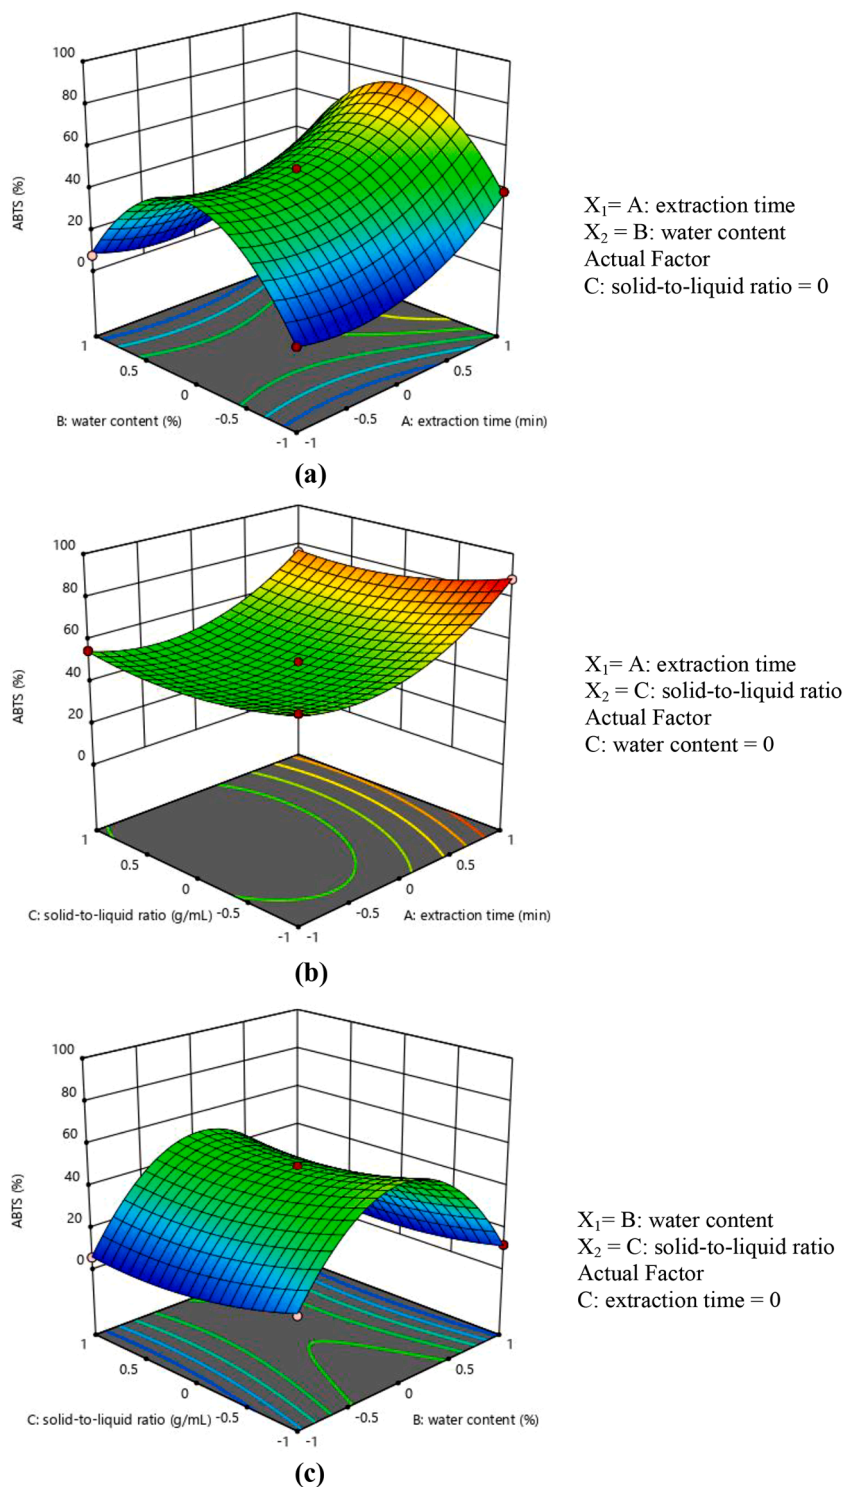 100
80
60
40
20
0
ABTS (%)
1
0.5
0
-0.5
-1
-1
-0.5
0
0.5
1
B: water content (%)
A: extraction time (min)
X1= A: extraction time
X2 = B: water content
Actual Factor
C: solid-to-liquid ratio = 0
(a)
100
80
60
40
20
0
ABTS (%)
1
0.5
0
-0.5
-1
-1
-0.5
0
0.5
1
C: solid-to-liquid ratio (g/mL)
A: extraction time (min)
X1= A: extraction time
X2 = C: solid-to-liquid ratio
Actual Factor
C: water content = 0
(b)
100
80
60
40
20
0
ABTS (%)
1
0.5
0
-0.5
-1
-1
-0.5
0
0.5
1
C: solid-to-liquid ratio (g/mL)
B: water content (%)
X1= B: water content
X2 = C: solid-to-liquid ratio
Actual Factor
C: extraction time = 0
(c)